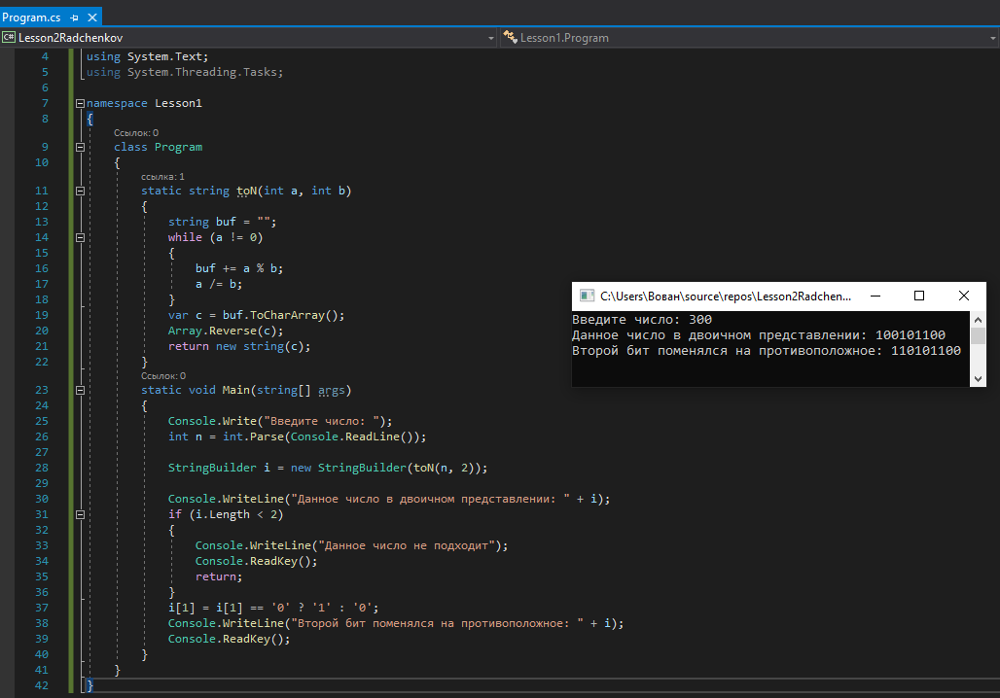 Program.cs
C# Lesson2Radchenkov
Lesson1.Program
4 using System.Text;
5 using System.Threading.Tasks;
6
7 namespace Lesson1
8 {
Ссылок: 0
9 class Program
10 {
ссылка: 1
11 static string toN(int a, int b)
12 {
13 string buf = "";
14 while (a != 0)
15 {
16 buf += a % b;
17 a /= b;
18 }
19 var c = buf.ToCharArray();
20 Array.Reverse(c);
21 return new string(c);
22 }
Ссылок: 0
23 static void Main(string[] args)
24 {
25 Console.Write("Введите число: ");
26 int n = int.Parse(Console.ReadLine());
27
28 StringBuilder i = new StringBuilder(toN(n, 2));
29
30 Console.WriteLine("Данное число в двоичном представлении: " + i);
31 if (i.Length < 2)
32 {
33 Console.WriteLine("Данное число не подходит");
34 Console.ReadKey();
35 return;
36 }
37 i[1] = i[1] == '0' ? '1' : '0';
38 Console.WriteLine("Второй бит поменялся на противоположное: " + i);
39 Console.ReadKey();
40 }
41 }
42 }
C:\Users\Вован\source\repos\Lesson2Radchen...
Введите число: 300
Данное число в двоичном представлении: 100101100
Второй бит поменялся на противоположное: 110101100